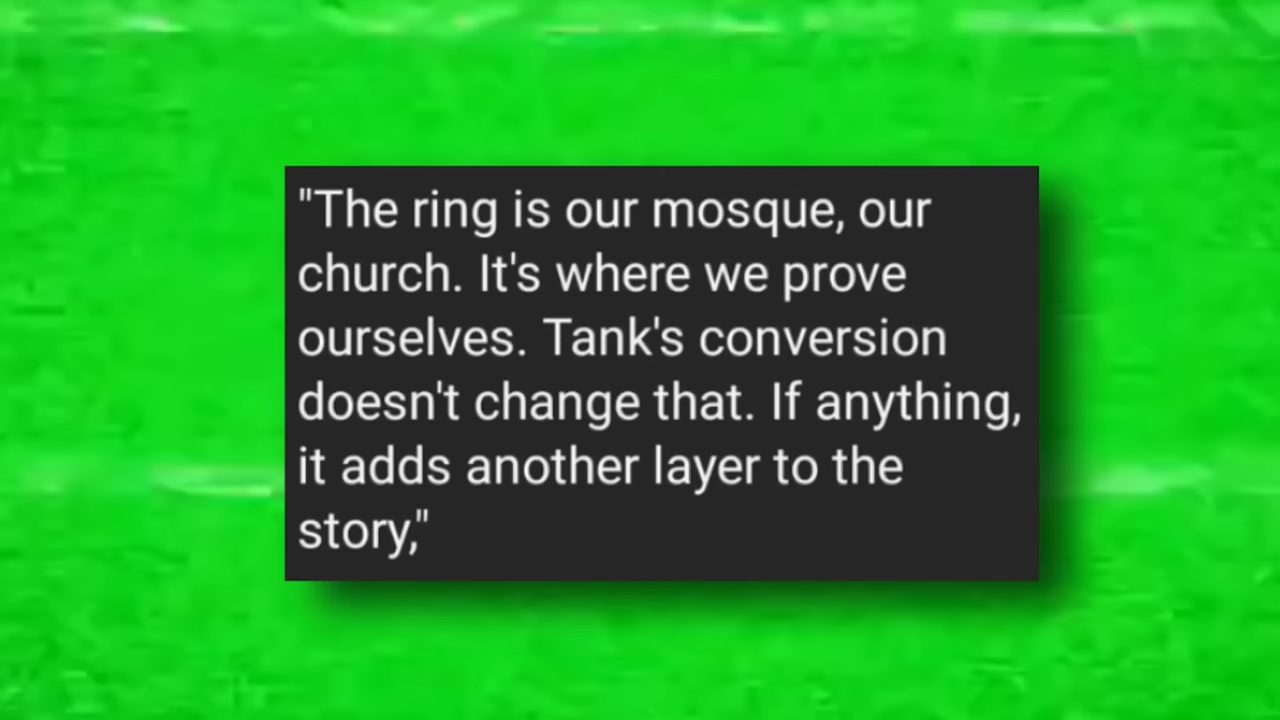 "The ring is our mosque, our
church. It's where we prove
ourselves. Tank's conversion
doesn't change that. If anything,
it adds another layer to the
story,"